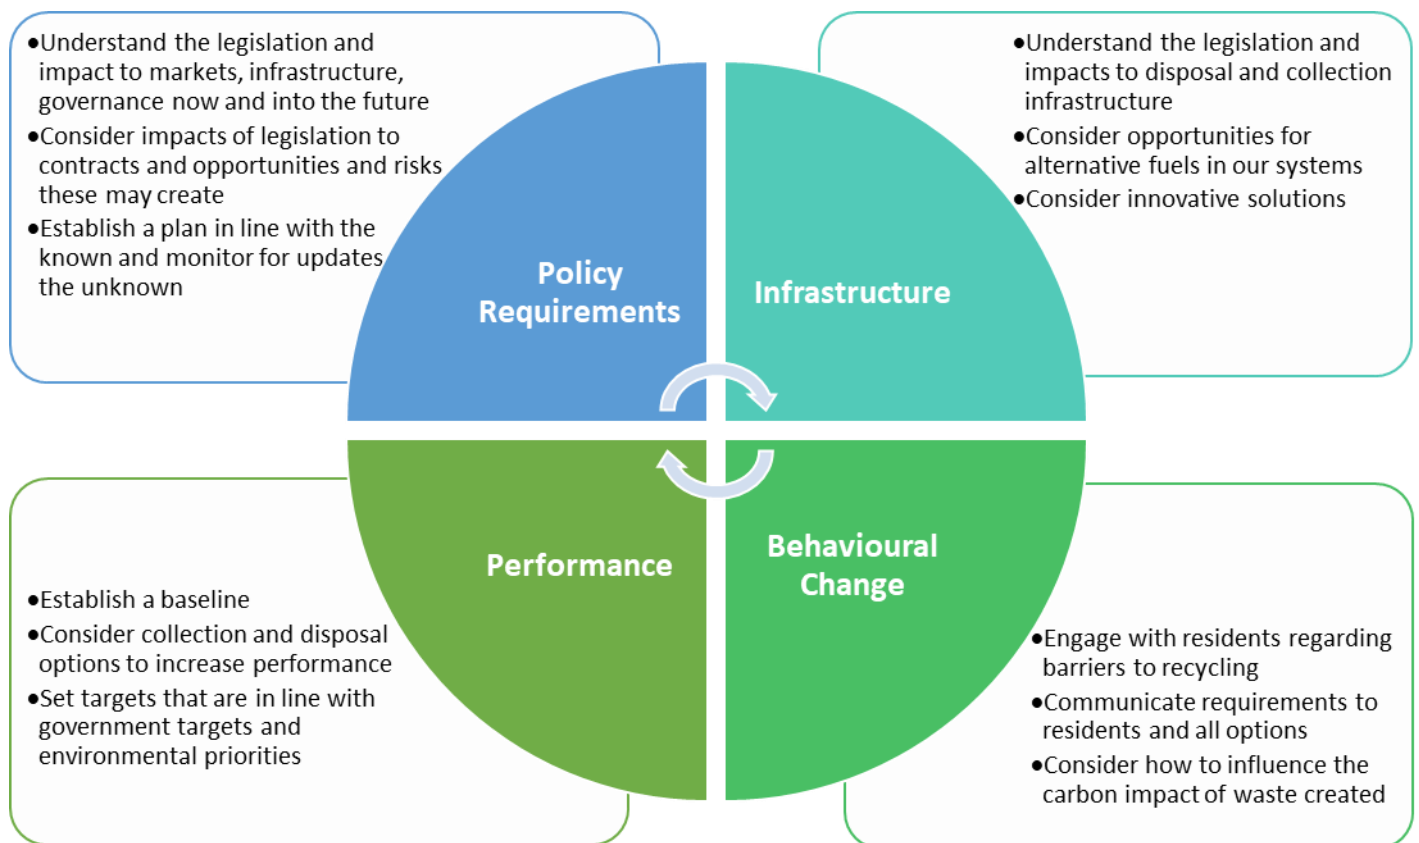 ●Understand the legislation and
impact to markets, infrastructure,
governance now and into the future
●Consider impacts of legislation to
contracts and opportunities and risks
these may create
●Establish a plan in line with the
known and monitor for updates
the unknown
Policy
Requirements
●Understand the legislation and
impacts to disposal and collection
infrastructure
●Consider opportunities for
alternative fuels in our systems
●Consider innovative solutions
Infrastructure
Performance
●Establish a baseline
●Consider collection and disposal
options to increase performance
●Set targets that are in line with
government targets and
environmental priorities
Behavioural
Change
●Engage with residents regarding
barriers to recycling
●Communicate requirements to
residents and all options
●Consider how to influence the
carbon impact of waste created